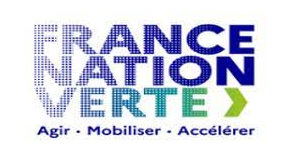 FRANCE
NATION
VERTE >
Agir · Mobiliser · Accélérer